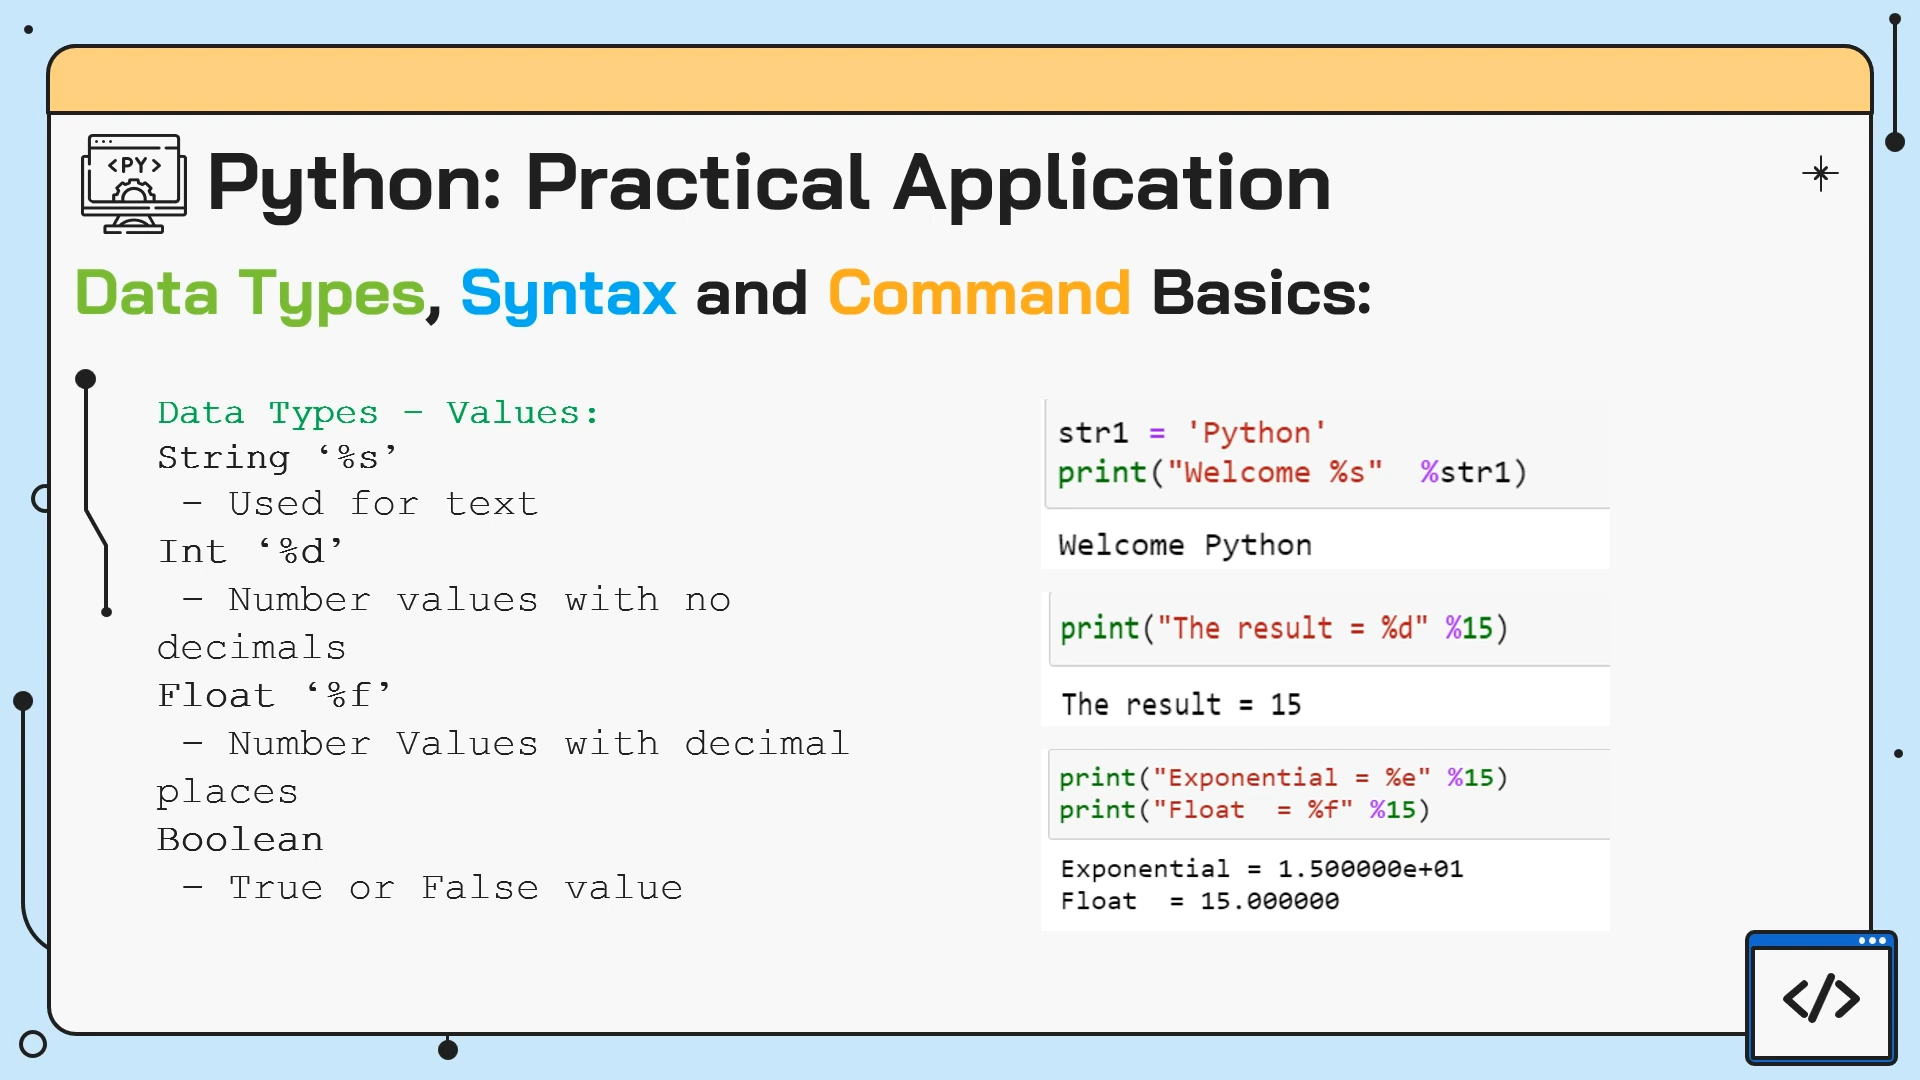 <PY>
Python: Practical Application
Data Types, Syntax and Command Basics:
Data Types – Values:
String ‘%s’
– Used for text
Int ‘%d’
– Number values with no
decimals
Float ‘%f’
– Number Values with decimal
places
Boolean
– True or False value
str1 = 'Python'
print("Welcome %s"  %str1)
Welcome Python
print("The result = %d" %15)
The result = 15
print("Exponential = %e" %15)
print("Float  = %f" %15)
Exponential = 1.500000e+01
Float  = 15.000000
</>